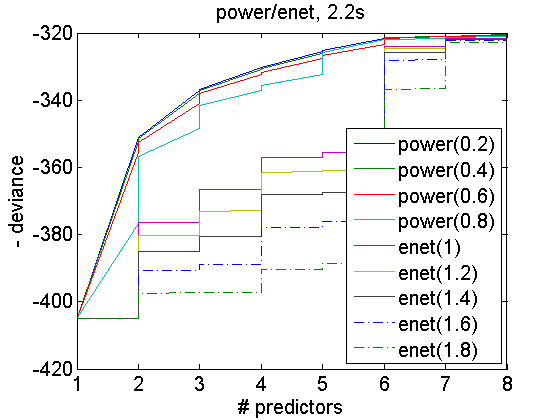 power/enet, 2.2s
-320
-340
-360
-380
-400
-420
- deviance
power(0.2)
power(0.4)
power(0.6)
power(0.8)
enet(1)
enet(1.2)
enet(1.4)
enet(1.6)
enet(1.8)
1 2 3 4 5 6 7 8
# predictors